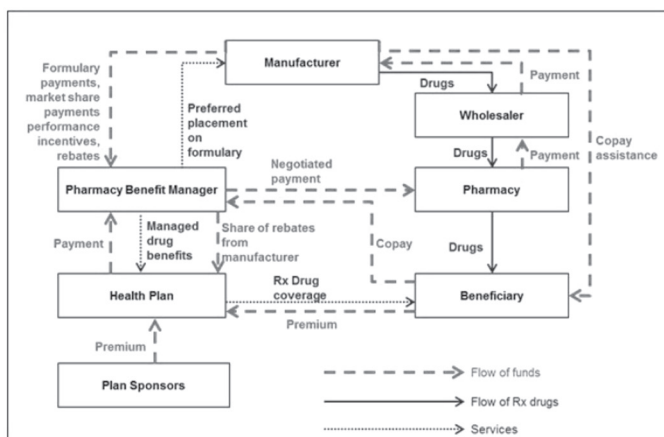 Manufacturer
Formulary
payments,
market share
payments
performance
incentives,
rebates
Preferred
placement
on
formulary
Drugs
Payment
Wholesaler
Copay
assistance
Drugs
Payment
Negotiated
payment
Pharmacy Benefit Manager
Pharmacy
Payment
Managed
drug
benefits
Share of rebates
from
manufacturer
Copay
Drugs
Health Plan
Rx Drug
coverage
Beneficiary
Premium
Premium
Plan Sponsors
Flow of funds
Flow of Rx drugs
Services